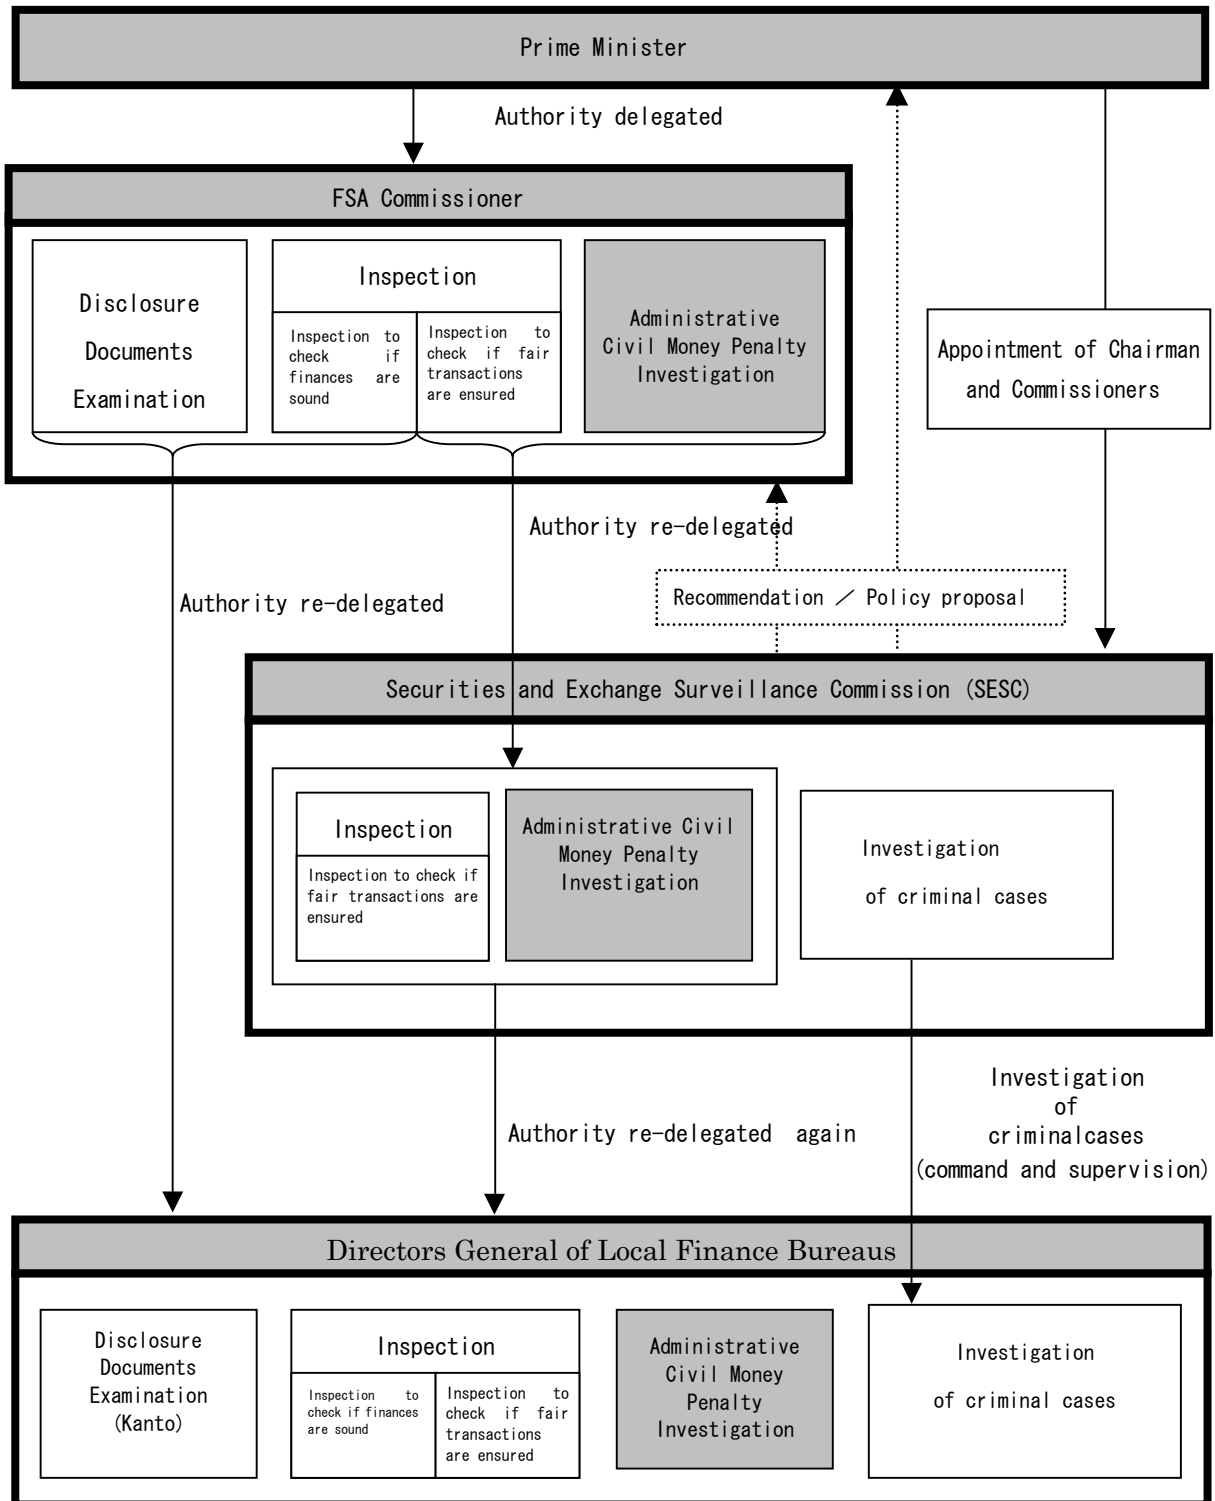 Prime Minister
Authority delegated
FSA Commissioner
Disclosure
Documents
Examination
Inspection
Inspection to
check if
finances are
sound
Inspection to
check if fair
transactions
are ensured
Administrative
Civil Money Penalty
Investigation
Appointment of Chairman
and Commissioners
Authority re-delegated
Authority re-delegated
Recommendation ／ Policy proposal
Securities and Exchange Surveillance Commission (SESC)
Inspection
Inspection to check if
fair transactions are
ensured
Administrative Civil
Money Penalty
Investigation
Investigation
of criminal cases
Authority re-delegated again
Investigation
of
criminalcases
(command and supervision)
Directors General of Local Finance Bureaus
Disclosure
Documents
Examination
(Kanto)
Inspection
Inspection to
check if finances
are sound
Inspection to
check if fair
transactions
are ensured
Administrative
Civil Money
Penalty
Investigation
Investigation
of criminal cases